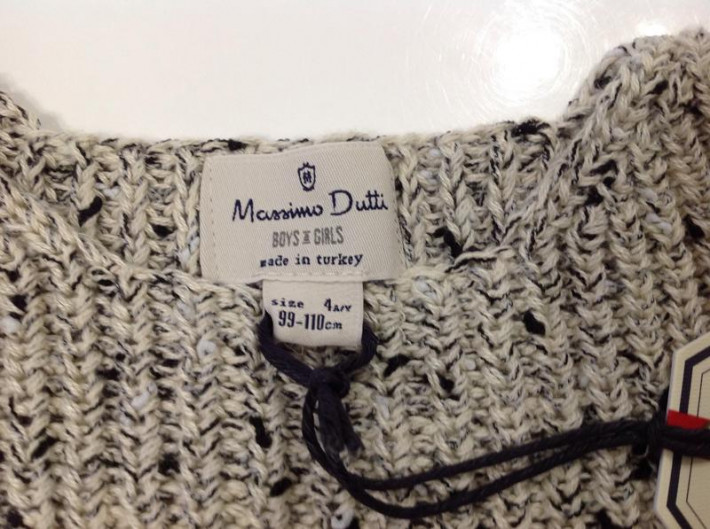 Massimo Dutti
BOYS & GIRLS
made in turkey
size 4A/Y
99-110cm